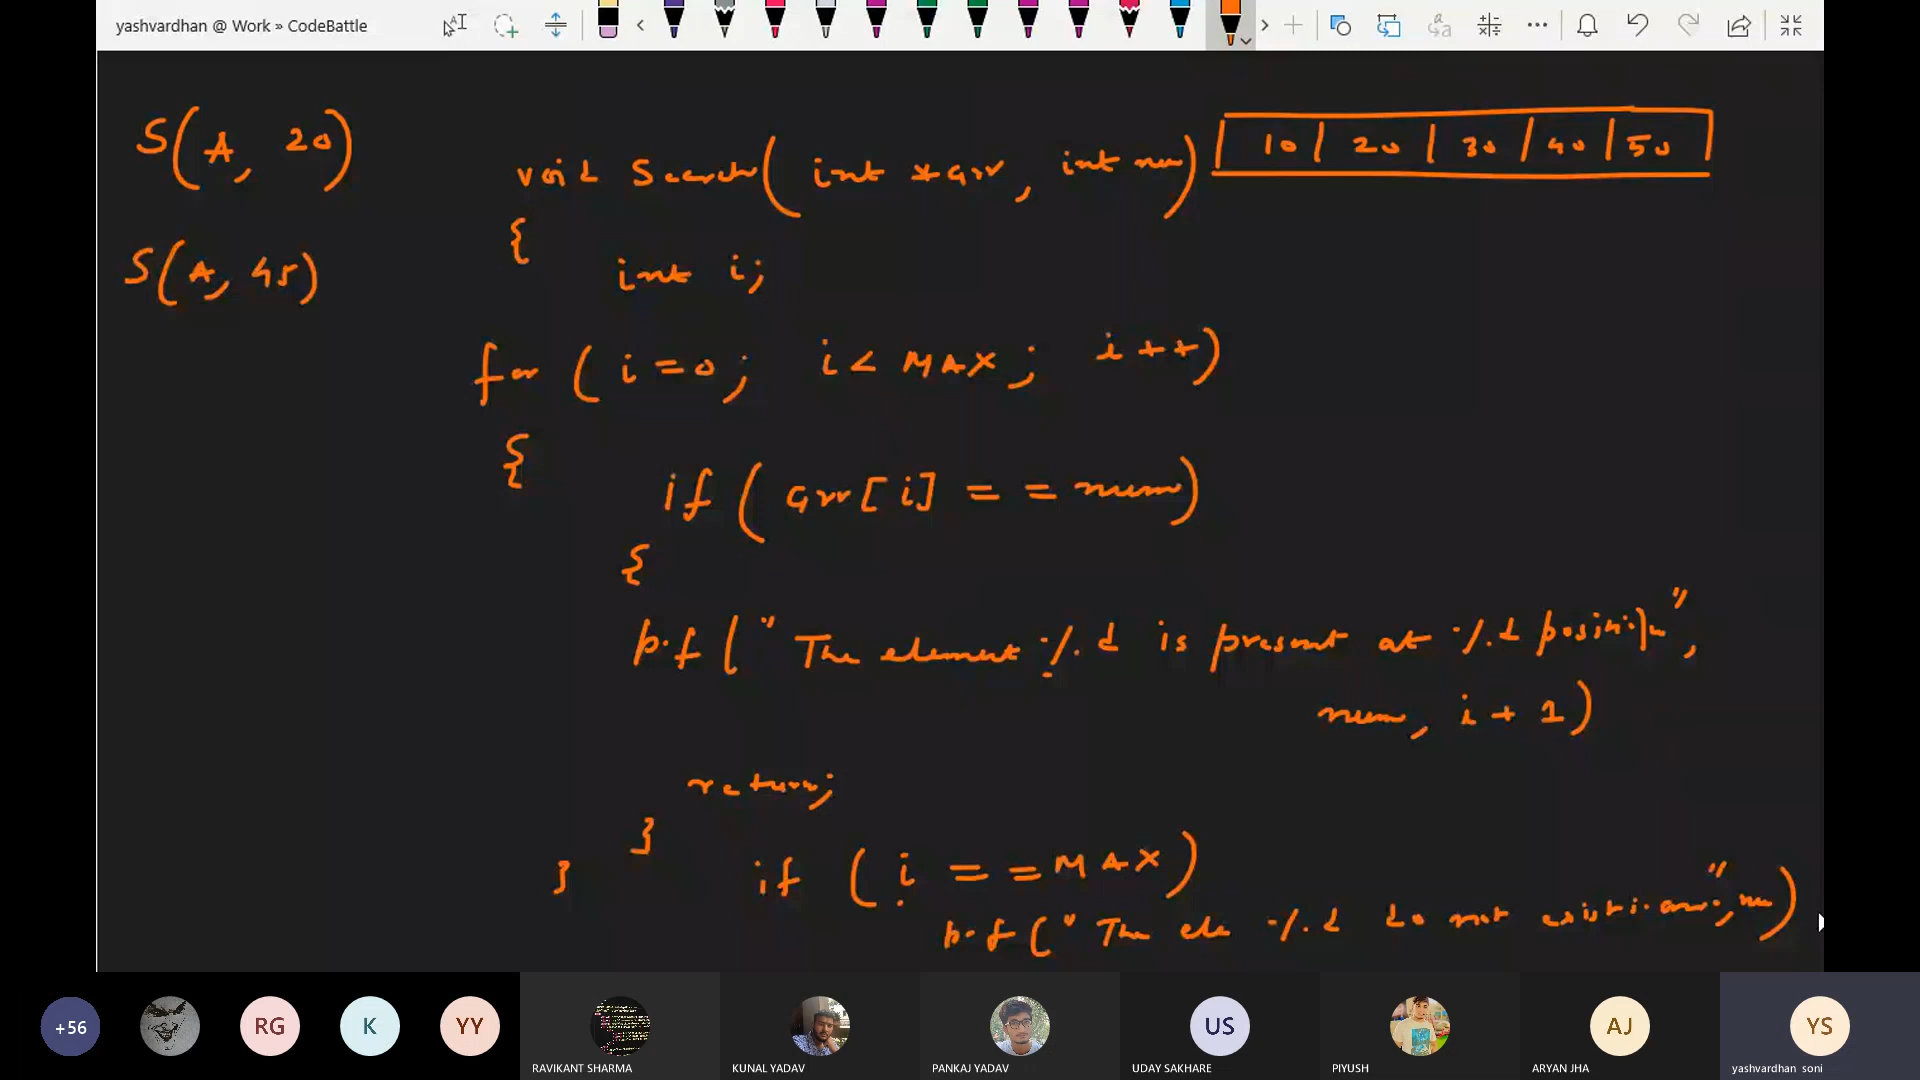 yashvardhan @ Work » CodeBattle
S(A, 20)
void Search(int *arr, int num)
10 | 20 | 30 | 40 | 50
{
S(A, 45)
int i;
for (i=0; i< MAX; i++)
{
if (arr[i] == num)
{
p.f("The element %d is present at %d position",
num, i+1)
return;
}
}
if (i == MAX)
p.f("The ele %d do not exist i. arr.", nu)
+56
RG
K
YY
US
AJ
YS
RAVIKANT SHARMA
KUNAL YADAV
PANKAJ YADAV
UDAY SAKHARE
PIYUSH
ARYAN JHA
yashvardhan soni